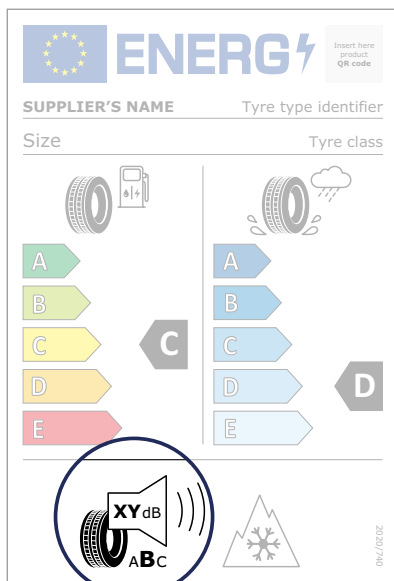 ENERG
Insert here
product
QR code
SUPPLIER'S NAME
Tyre type identifier
Size
Tyre class
A
B
C
D
E
C
A
B
C
D
E
D
XYdB
ABC
2020/740